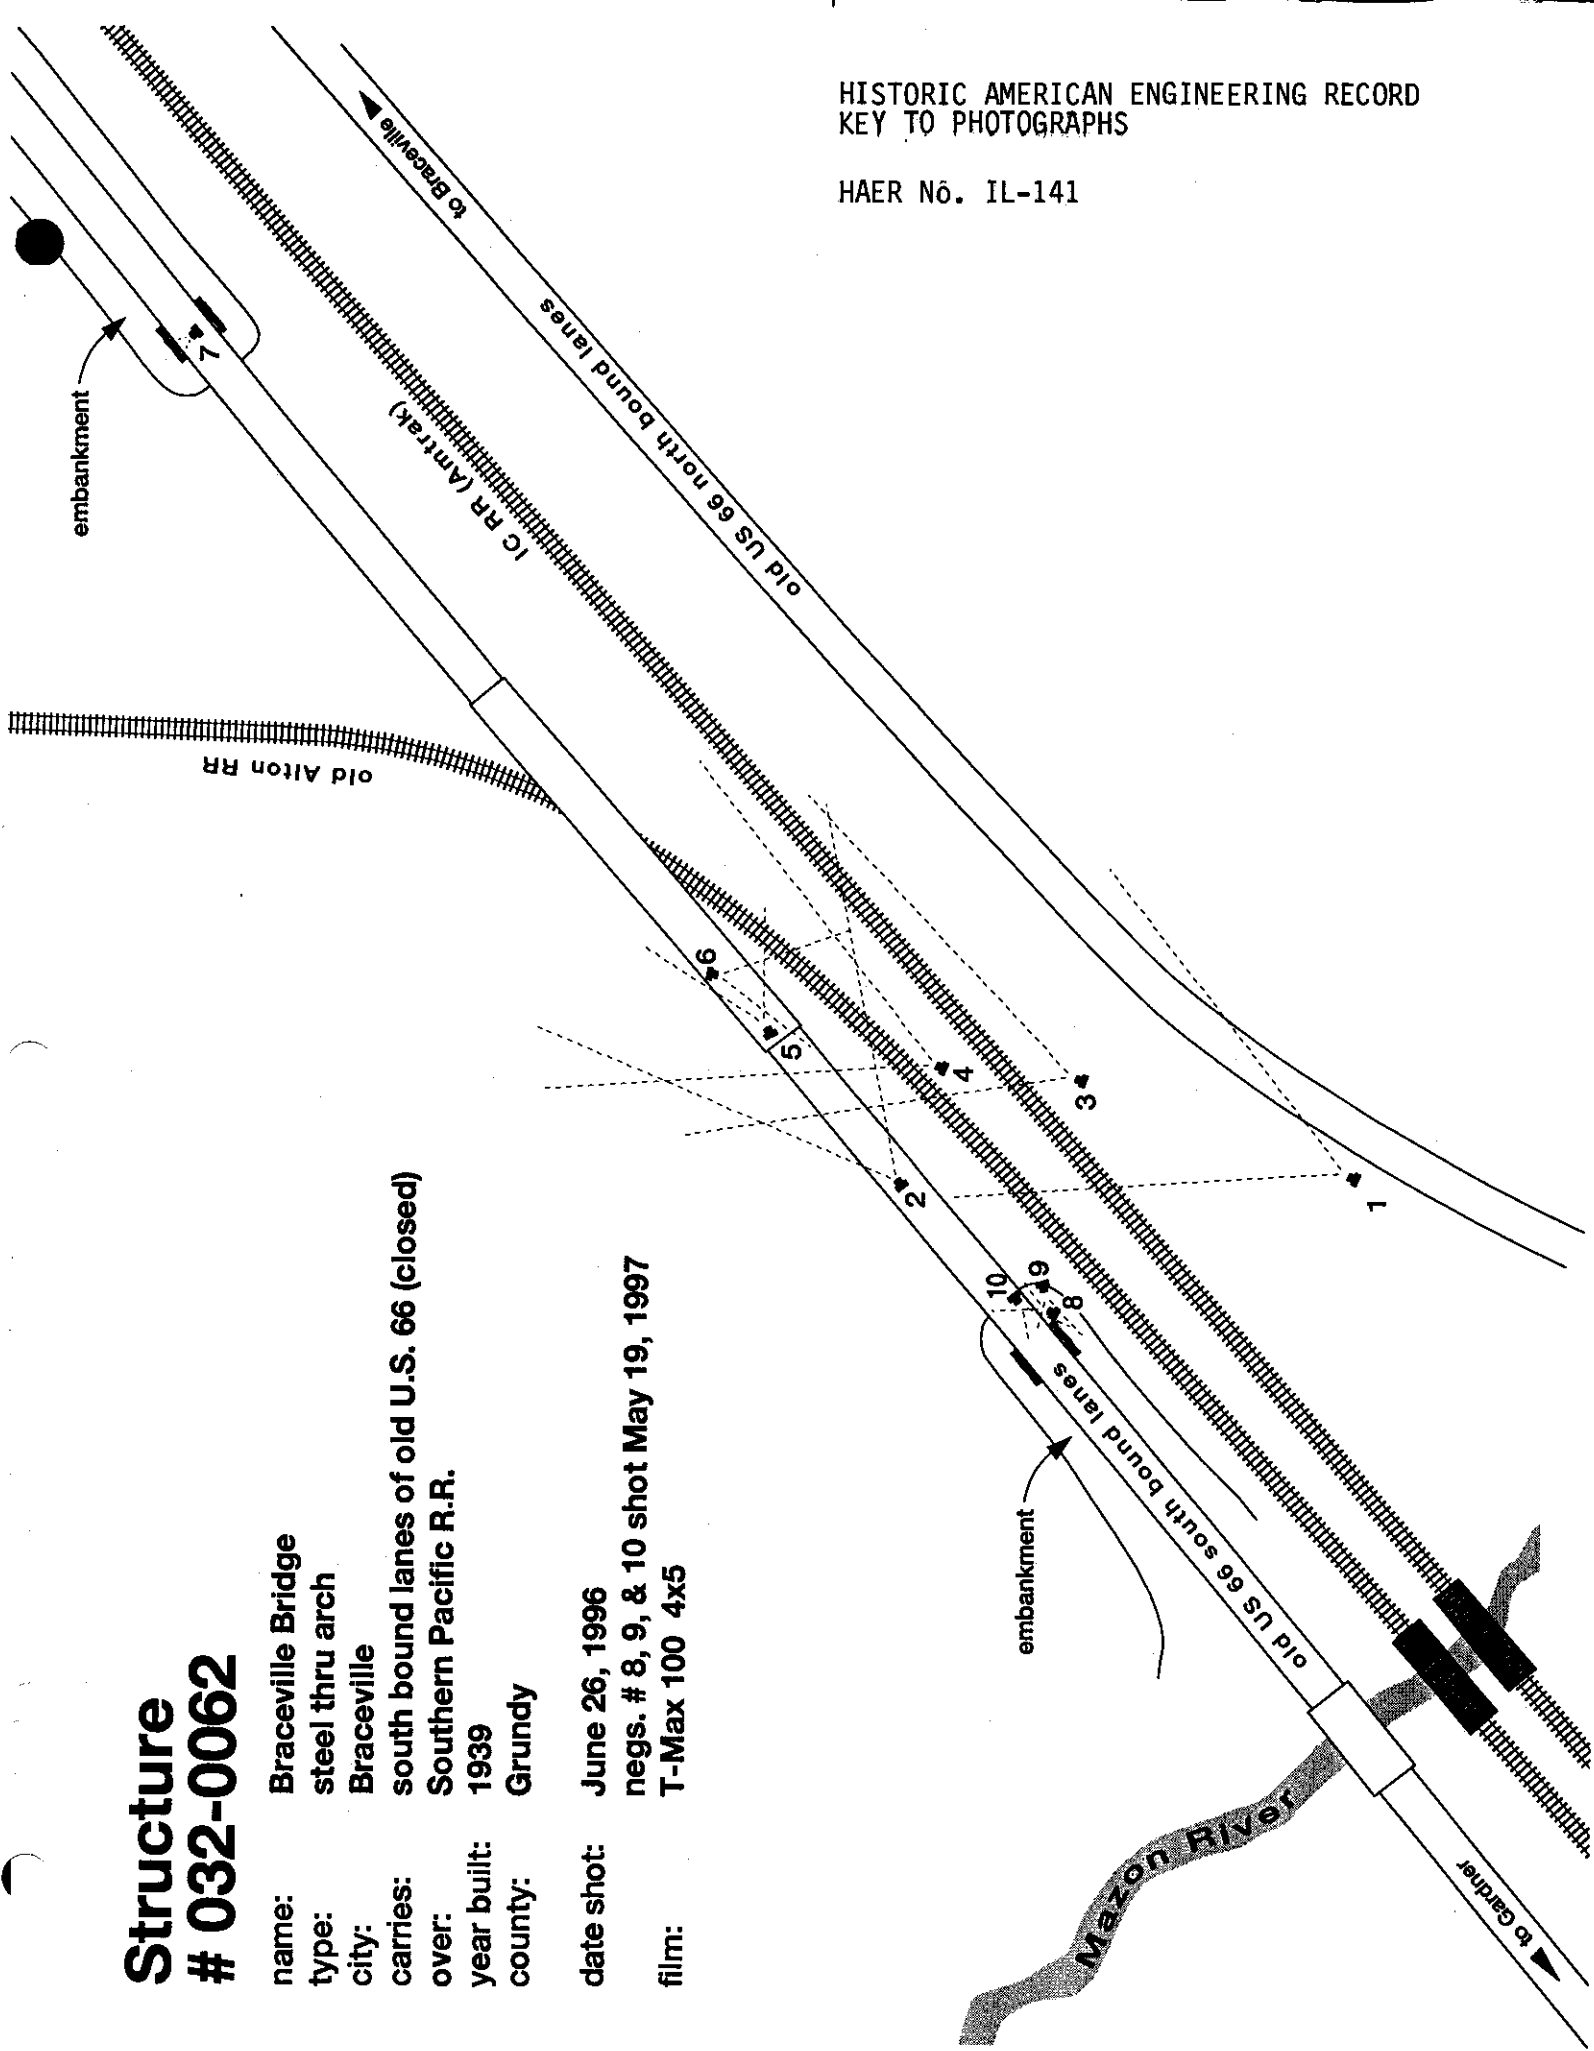 HISTORIC AMERICAN ENGINEERING RECORD
KEY TO PHOTOGRAPHS
HAER No. IL-141
Structure
# 032-0062
name: Braceville Bridge
type: steel thru arch
city: Braceville
carries: south bound lanes of old U.S. 66 (closed)
over: Southern Pacific R.R.
year built: 1939
county: Grundy
date shot: June 26, 1996
negs. # 8, 9, & 10 shot May 19, 1997
film: T-Max 100 4x5
to Braceville
embankment
7
old US 66 north bound lanes
IC RR (Amtrak)
old Alton RR
6
5
4
3
2
1
10
9
8
old US 66 south bound lanes
embankment
Mazon River
to Gardner